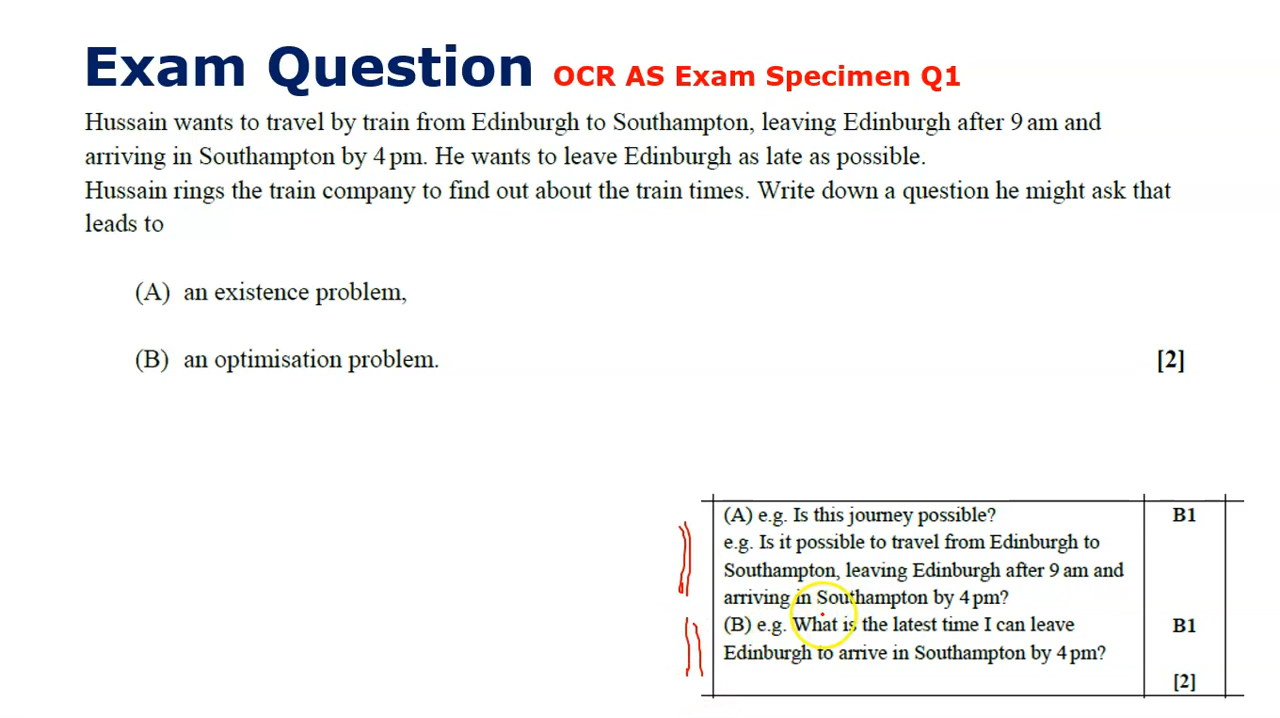 Exam Question OCR AS Exam Specimen Q1
Hussain wants to travel by train from Edinburgh to Southampton, leaving Edinburgh after 9 am and
arriving in Southampton by 4 pm. He wants to leave Edinburgh as late as possible.
Hussain rings the train company to find out about the train times. Write down a question he might ask that
leads to
(A) an existence problem,
(B) an optimisation problem. [2]
(A) e.g. Is this journey possible? B1
e.g. Is it possible to travel from Edinburgh to
Southampton, leaving Edinburgh after 9 am and
arriving in Southampton by 4 pm?
(B) e.g. What is the latest time I can leave B1
Edinburgh to arrive in Southampton by 4 pm?
[2]